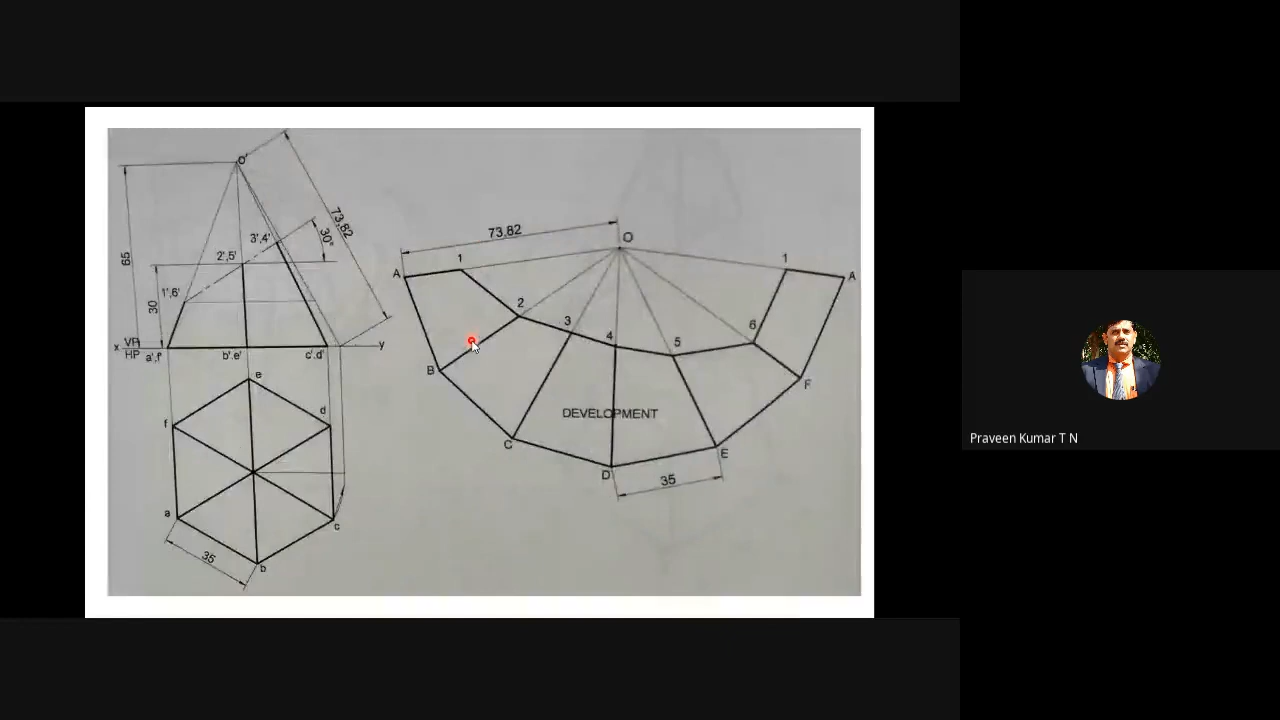 O'
73,82
30°
3',4'
2',5'
65
1',6'
30
x VP y
HP
a',f' b'.e' c'.d'
e
d
f
a
c
35
b
73,82
O
A 1 1 A
2
3 4 5 6
B F
DEVELOPMENT
C E
D
35
Praveen Kumar T N